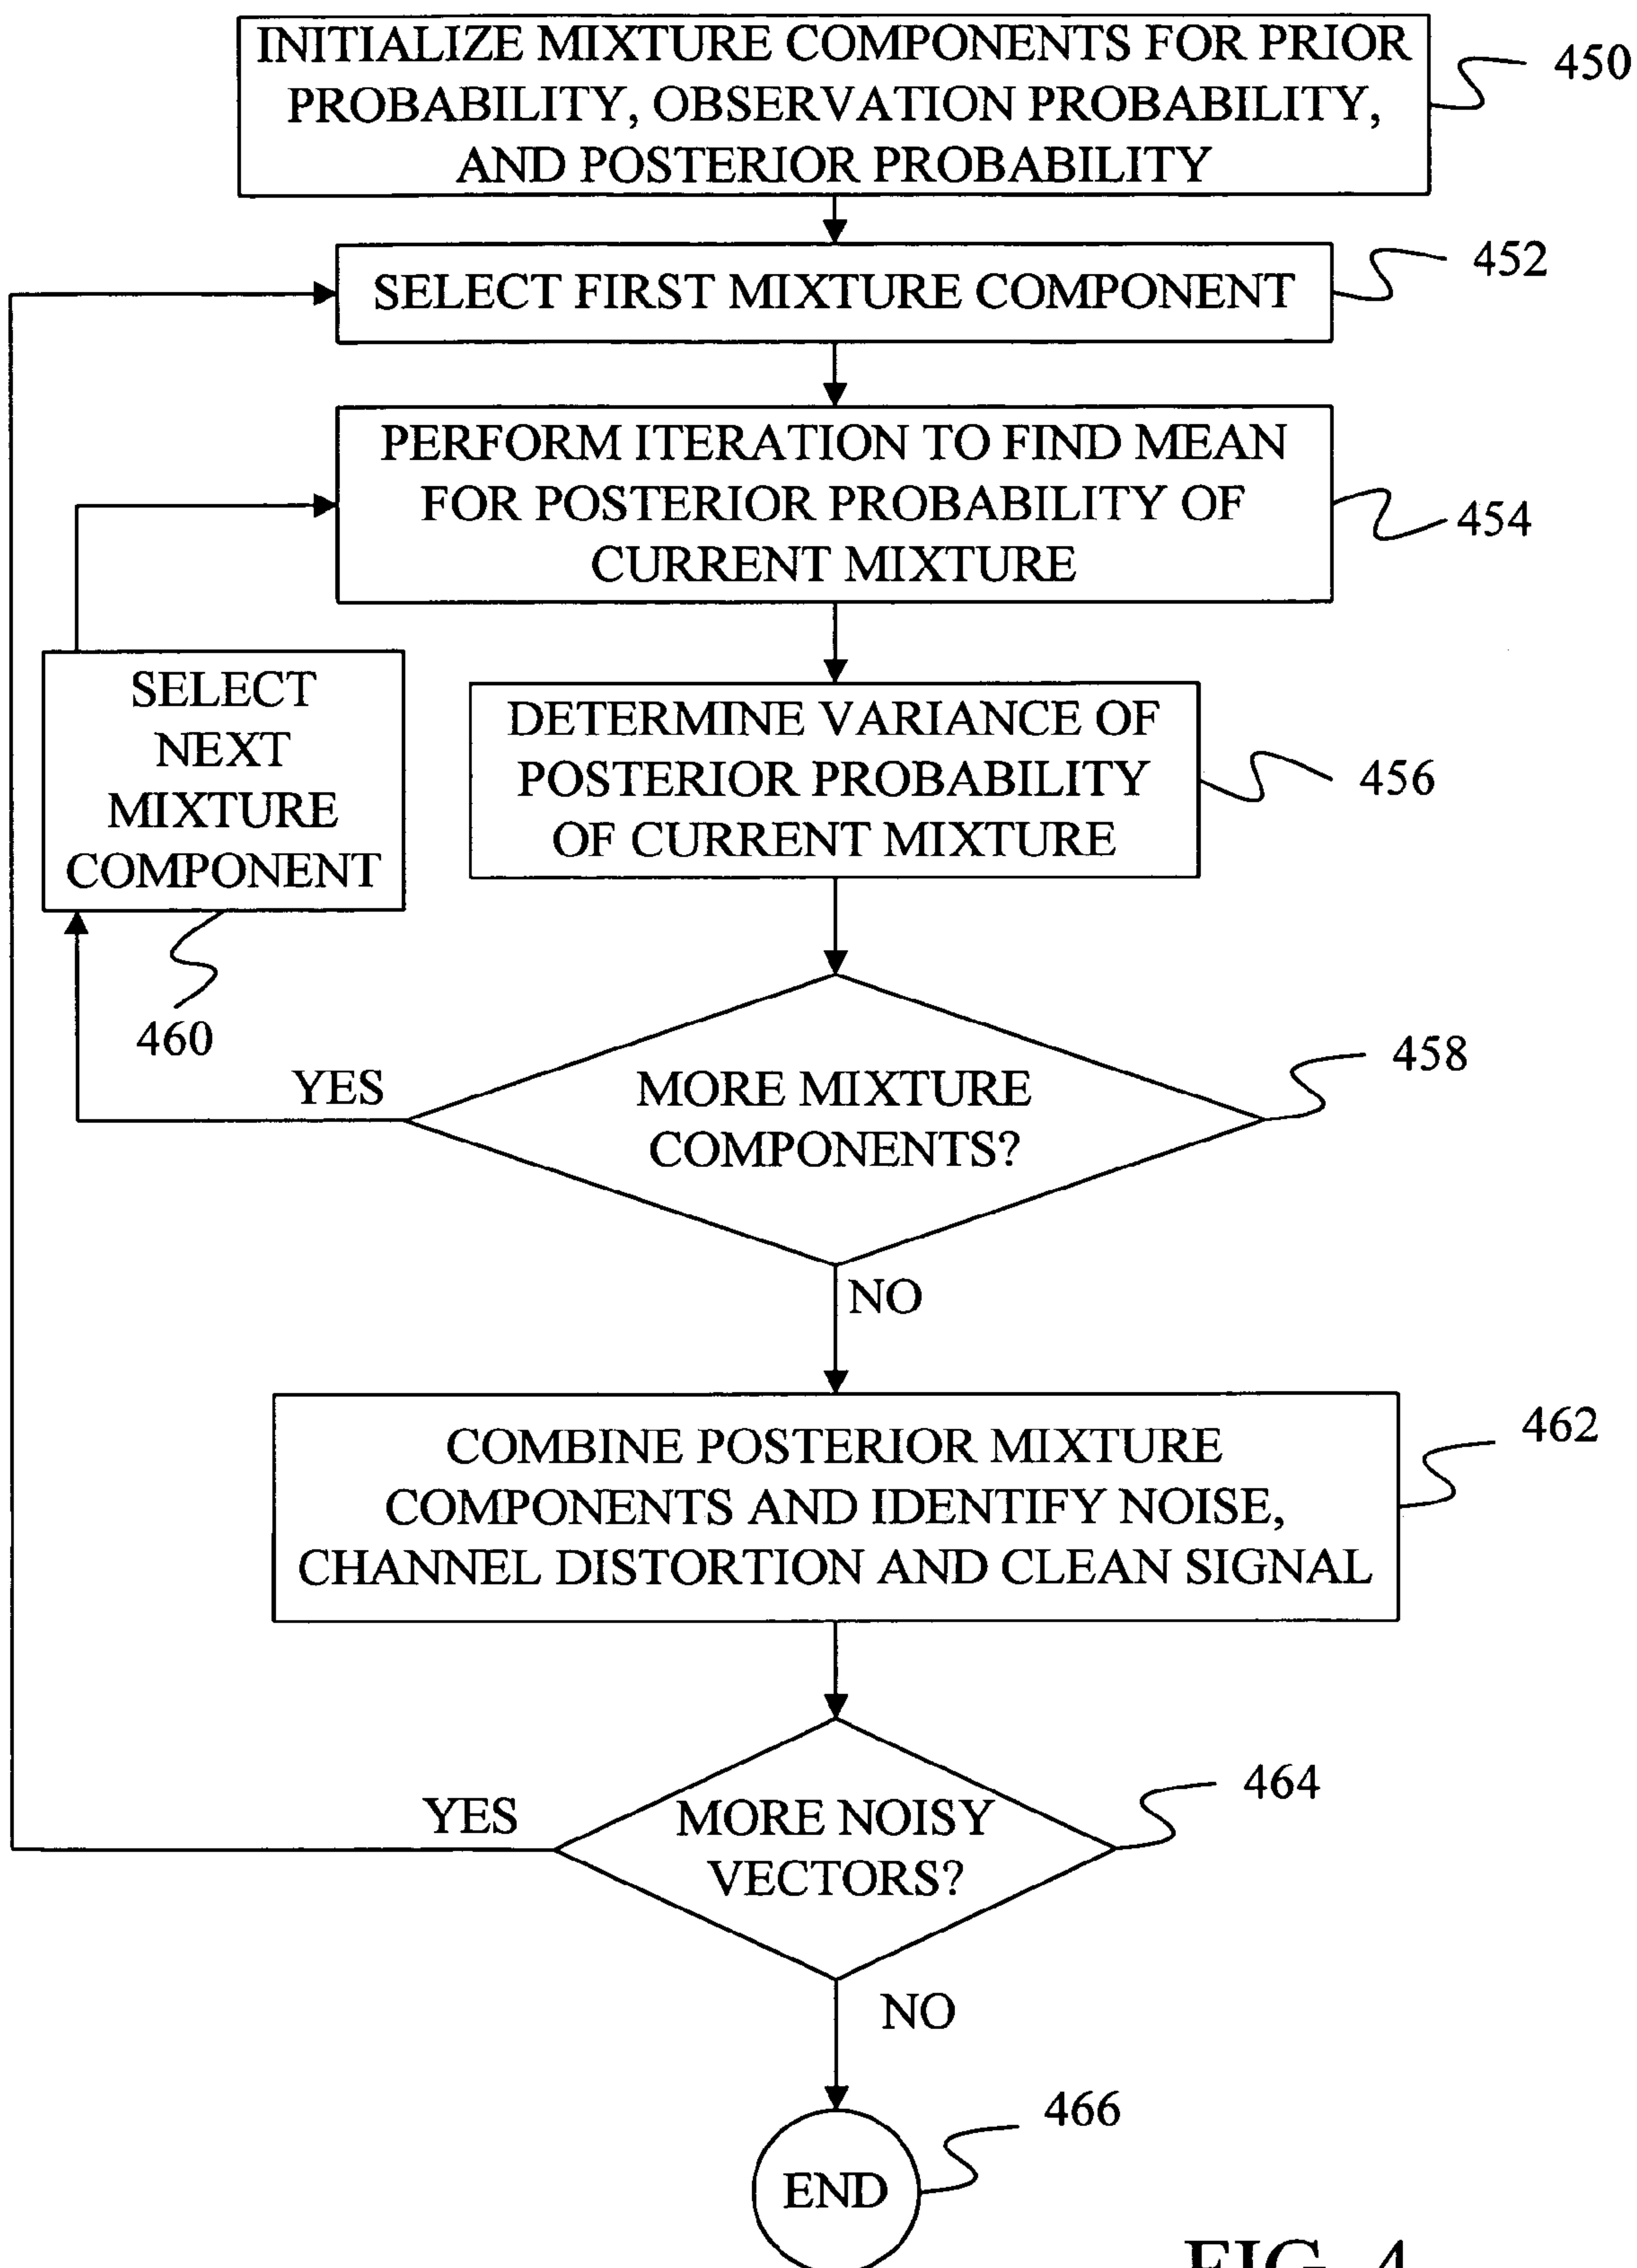 INITIALIZE MIXTURE COMPONENTS FOR PRIOR
PROBABILITY, OBSERVATION PROBABILITY,
AND POSTERIOR PROBABILITY
450
SELECT FIRST MIXTURE COMPONENT
452
PERFORM ITERATION TO FIND MEAN
FOR POSTERIOR PROBABILITY OF
CURRENT MIXTURE
454
SELECT
NEXT
MIXTURE
COMPONENT
460
DETERMINE VARIANCE OF
POSTERIOR PROBABILITY
OF CURRENT MIXTURE
456
YES
MORE MIXTURE
COMPONENTS?
458
NO
COMBINE POSTERIOR MIXTURE
COMPONENTS AND IDENTIFY NOISE,
CHANNEL DISTORTION AND CLEAN SIGNAL
462
YES
MORE NOISY
VECTORS?
464
NO
END
466
FIG. 4